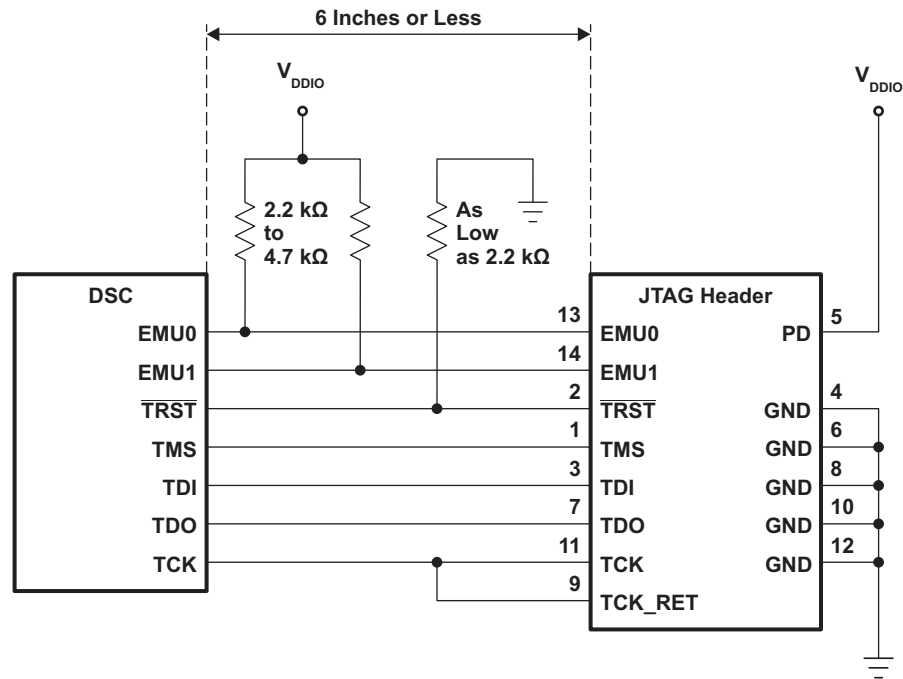 6 Inches or Less
VDDIO
VDDIO
2.2 kΩ
to
4.7 kΩ
As
Low
as 2.2 kΩ
DSC
JTAG Header
EMU0
13
EMU0
PD
5
EMU1
14
EMU1
TRST
2
TRST
GND
4
TMS
1
TMS
GND
6
TDI
3
TDI
GND
8
TDO
7
TDO
GND
10
TCK
11
TCK
GND
12
9
TCK_RET